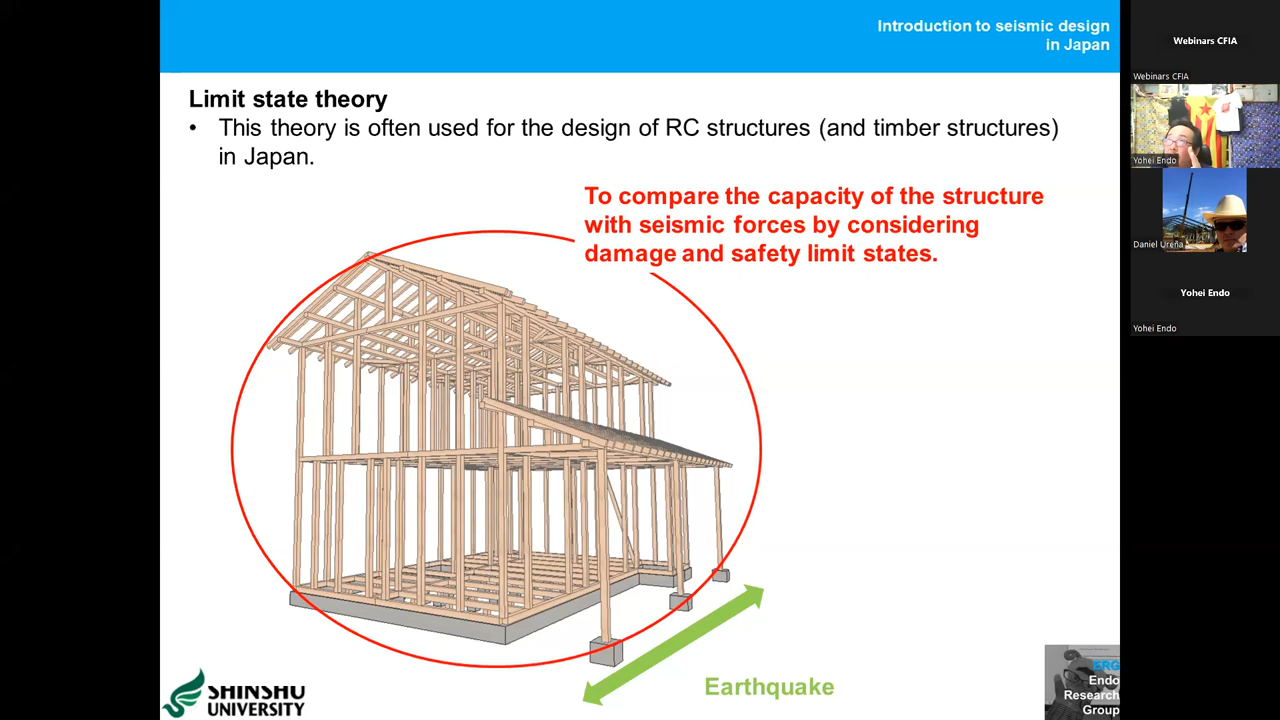 Introduction to seismic design
in Japan
Limit state theory
• This theory is often used for the design of RC structures (and timber structures)
in Japan.
To compare the capacity of the structure
with seismic forces by considering
damage and safety limit states.
Earthquake
SHINSHU
UNIVERSITY
ERG
Endo
Research
Group
Webinars CFIA
Webinars CFIA
Yohei Endo
Daniel Ureña
Yohei Endo
Yohei Endo